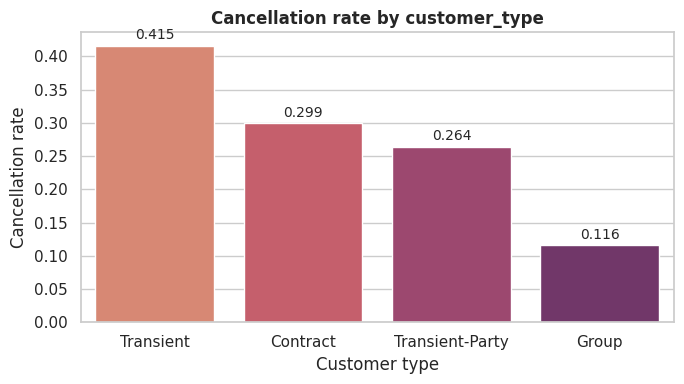 Cancellation rate by customer_type
Cancellation rate
0.40
0.35
0.30
0.25
0.20
0.15
0.10
0.05
0.00
0.415
0.299
0.264
0.116
Transient
Contract
Transient-Party
Group
Customer type